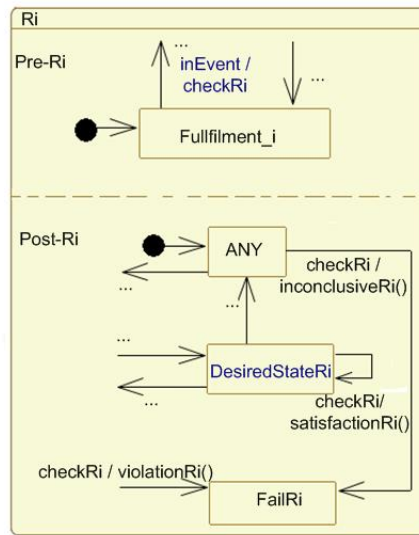 Ri
Pre-Ri
...
inEvent /
checkRi
...
Fullfilment_i
Post-Ri
ANY
...
checkRi /
inconclusiveRi()
...
...
DesiredStateRi
...
checkRi/
satisfactionRi()
checkRi / violationRi()
FailRi